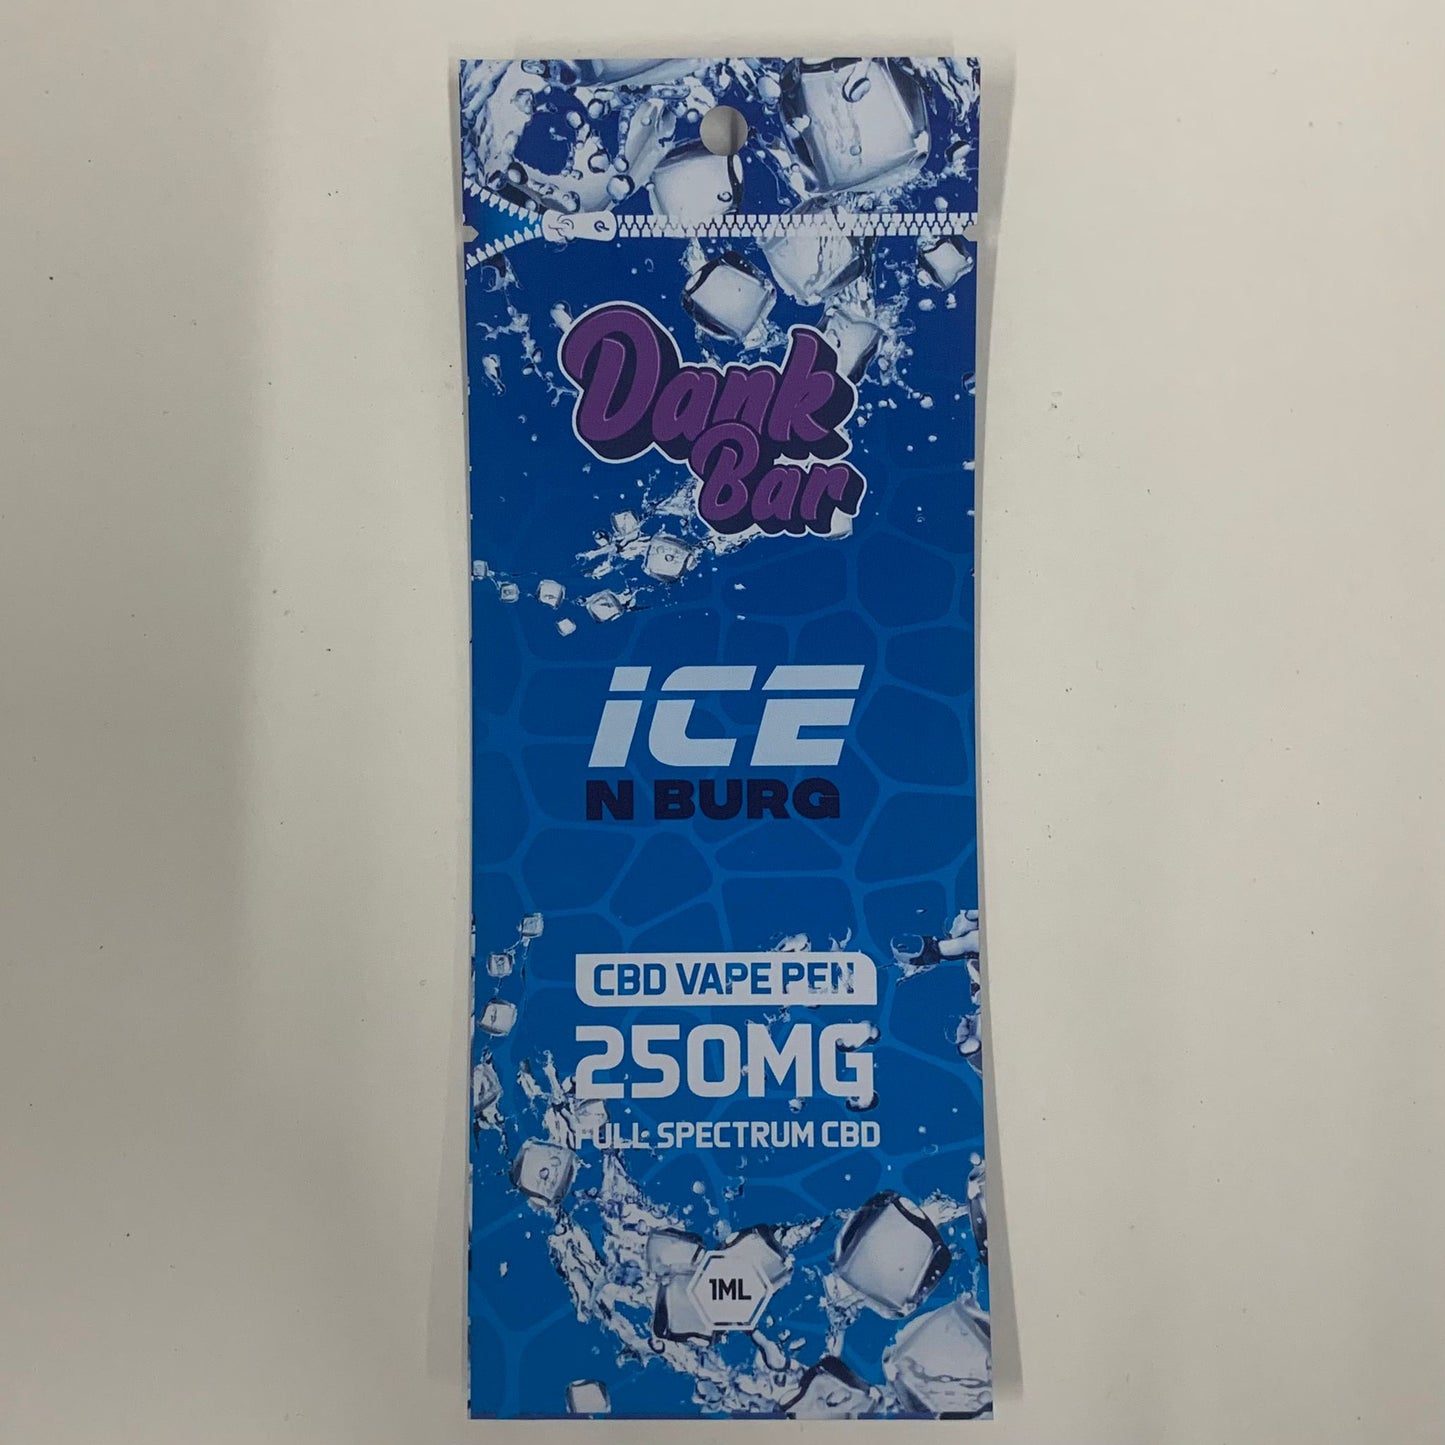 Dank
Bar
iCE
N BURG
CBD VAPE PEN
250MG
FULL SPECTRUM CBD
1ML